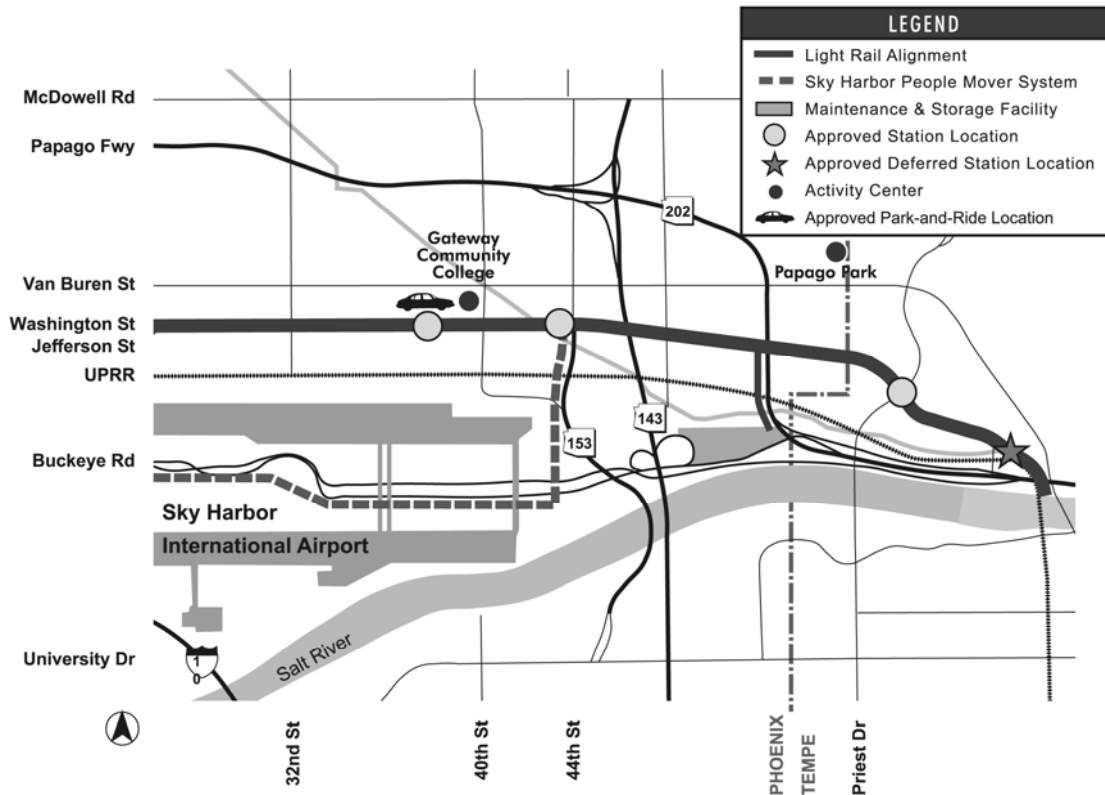 LEGEND
Light Rail Alignment
Sky Harbor People Mover System
Maintenance & Storage Facility
Approved Station Location
Approved Deferred Station Location
Activity Center
Approved Park-and-Ride Location
McDowell Rd
Papago Fwy
202
Gateway
Community
College
Papago Park
Van Buren St
Washington St
Jefferson St
UPRR
143
153
Buckeye Rd
Sky Harbor
International Airport
Salt River
University Dr
1
0
32nd St
40th St
44th St
PHOENIX
TEMPE
Priest Dr